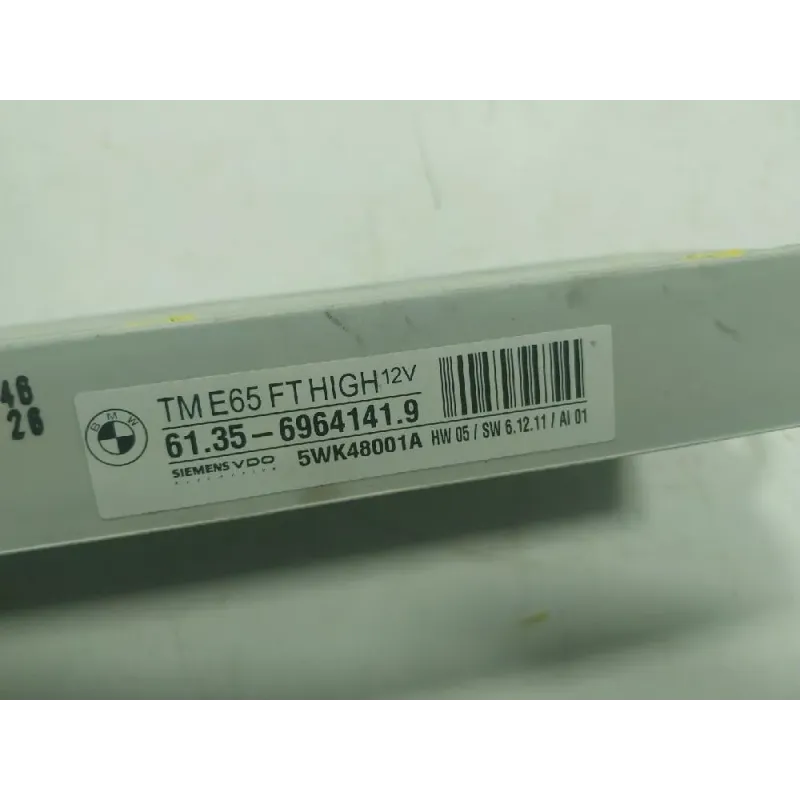 46
26
BMW
TM E65 FT HIGH 12V
61.35-6964141.9
SIEMENS VDO
5WK48001A HW 05 / SW 6.12.11 / AI 01